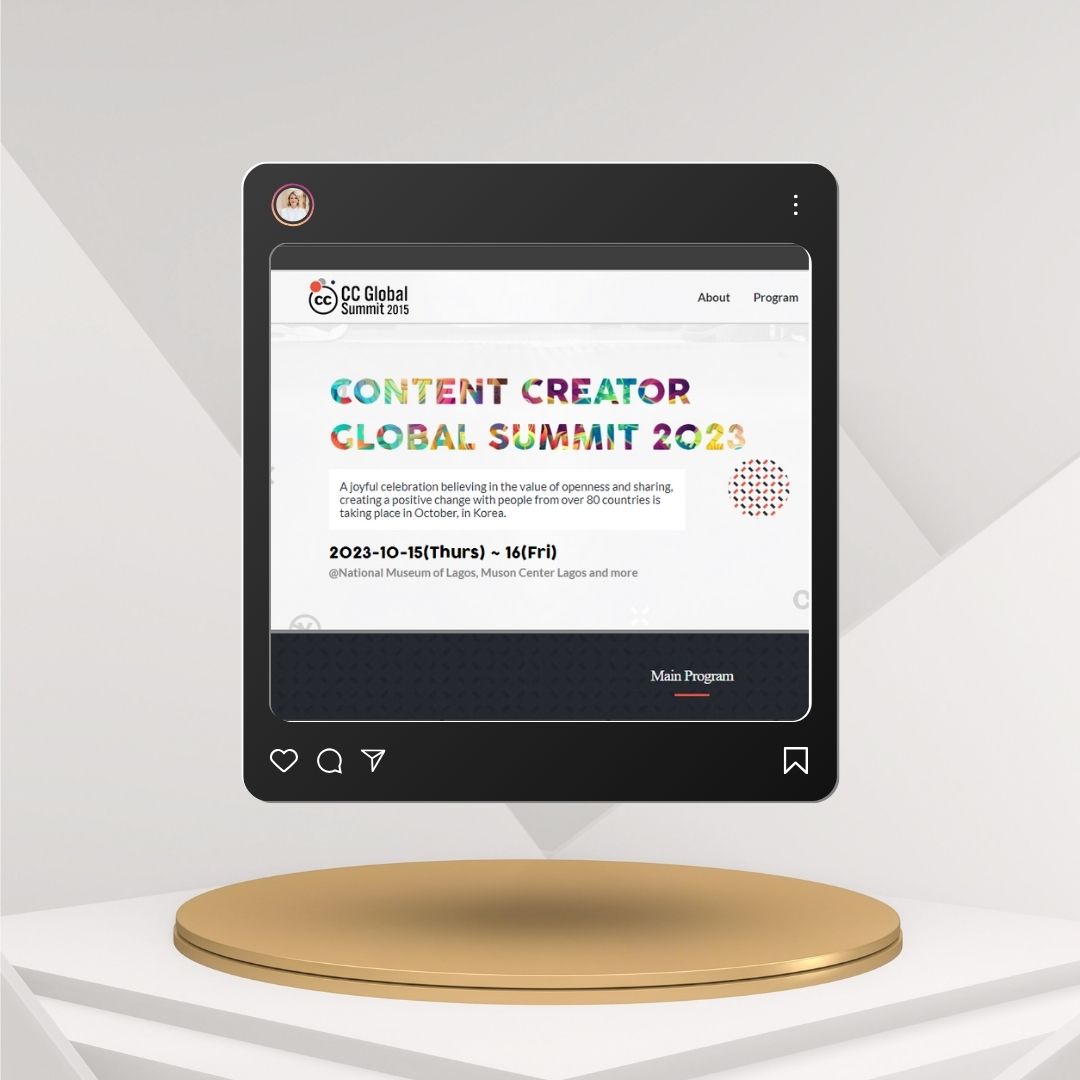 CC Global
Summit 2015
About Program
CONTENT CREATOR
GLOBAL SUMMIT 2023
A joyful celebration believing in the value of openness and sharing,
creating a positive change with people from over 80 countries is
taking place in October, in Korea.
2023-10-15(Thurs) ~ 16(Fri)
@National Museum of Lagos, Muson Center Lagos and more
Main Program